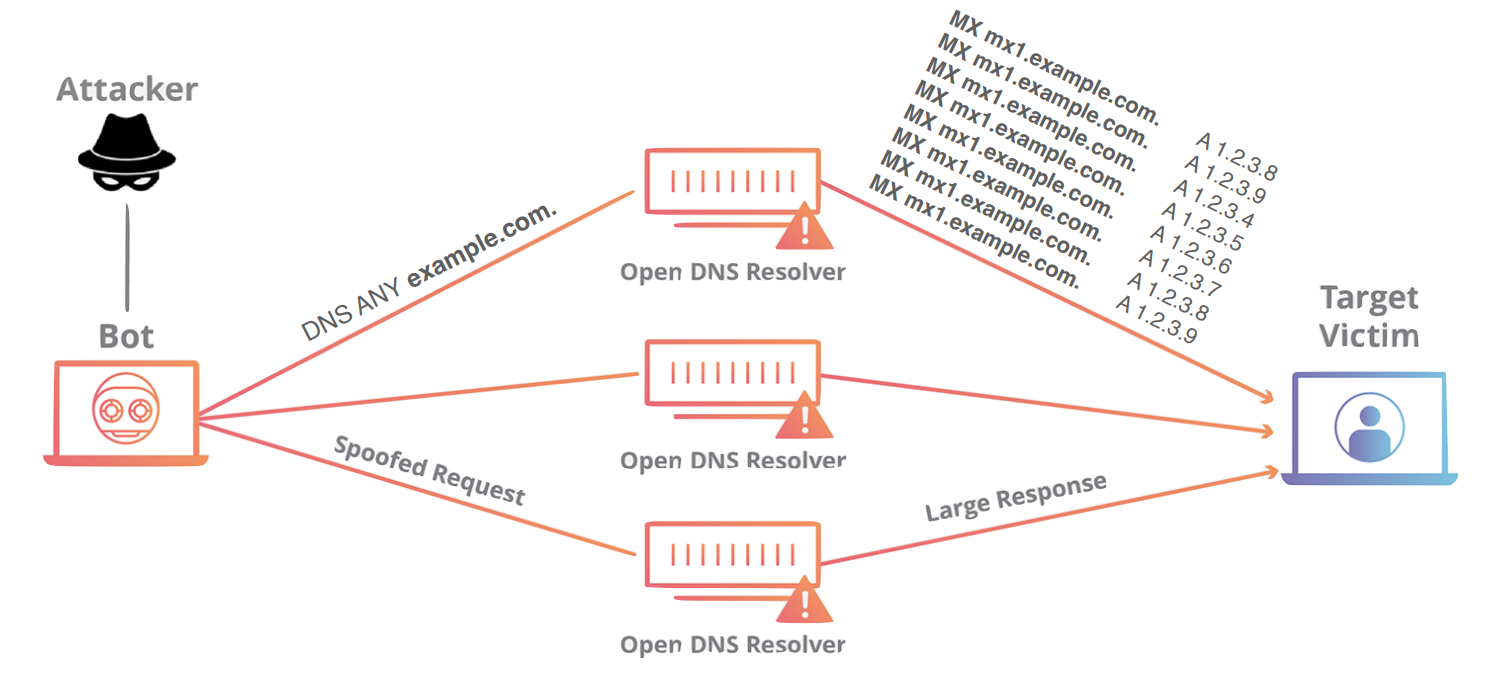 Attacker
Bot
DNS ANY example.com.
Spoofed Request
Open DNS Resolver
Open DNS Resolver
Open DNS Resolver
MX mx1.example.com.
MX mx1.example.com.
MX mx1.example.com.
MX mx1.example.com.
MX mx1.example.com.
MX mx1.example.com.
MX mx1.example.com.
MX mx1.example.com.
A 1.2.3.8
A 1.2.3.9
A 1.2.3.4
A 1.2.3.5
A 1.2.3.6
A 1.2.3.7
A 1.2.3.8
A 1.2.3.9
Large Response
Target
Victim